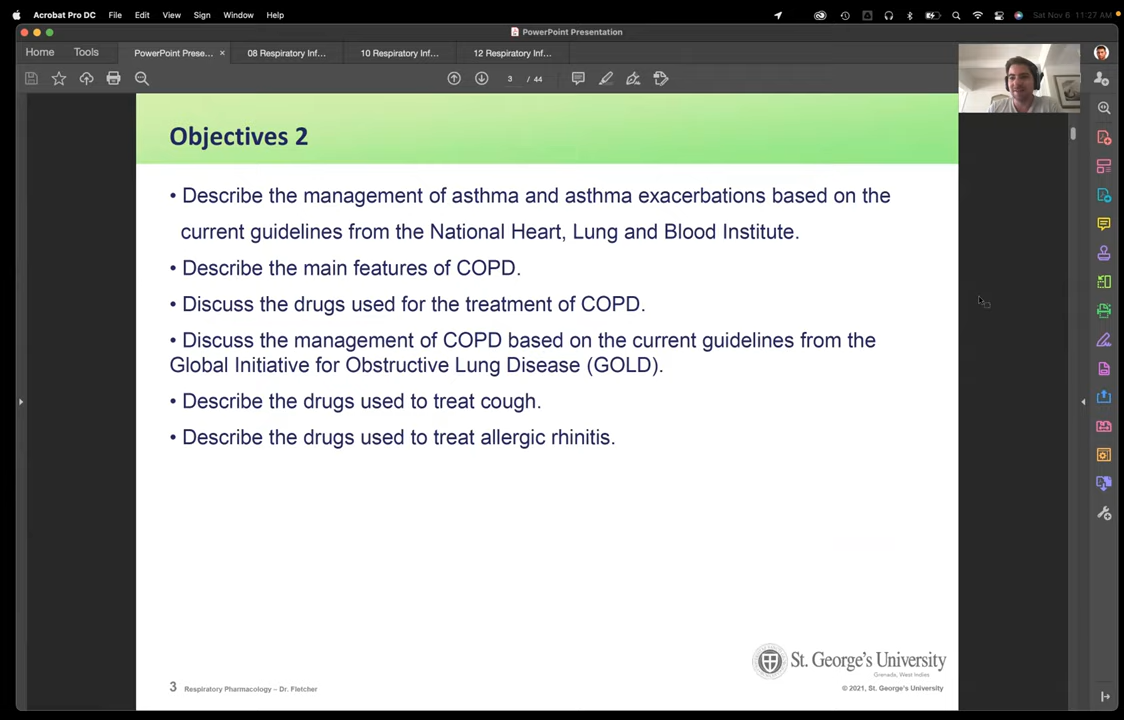 Acrobat Pro DC File Edit View Sign Window Help Sat Nov 6 11:27 AM
PowerPoint Presentation
Home Tools PowerPoint Prese... × 08 Respiratory Inf... 10 Respiratory Inf... 12 Respiratory Inf...
3 / 44
Objectives 2
• Describe the management of asthma and asthma exacerbations based on the
current guidelines from the National Heart, Lung and Blood Institute.
• Describe the main features of COPD.
• Discuss the drugs used for the treatment of COPD.
• Discuss the management of COPD based on the current guidelines from the
Global Initiative for Obstructive Lung Disease (GOLD).
• Describe the drugs used to treat cough.
• Describe the drugs used to treat allergic rhinitis.
St. George's University
Grenada, West Indies
3 Respiratory Pharmacology – Dr. Fletcher
© 2021, St. George's University